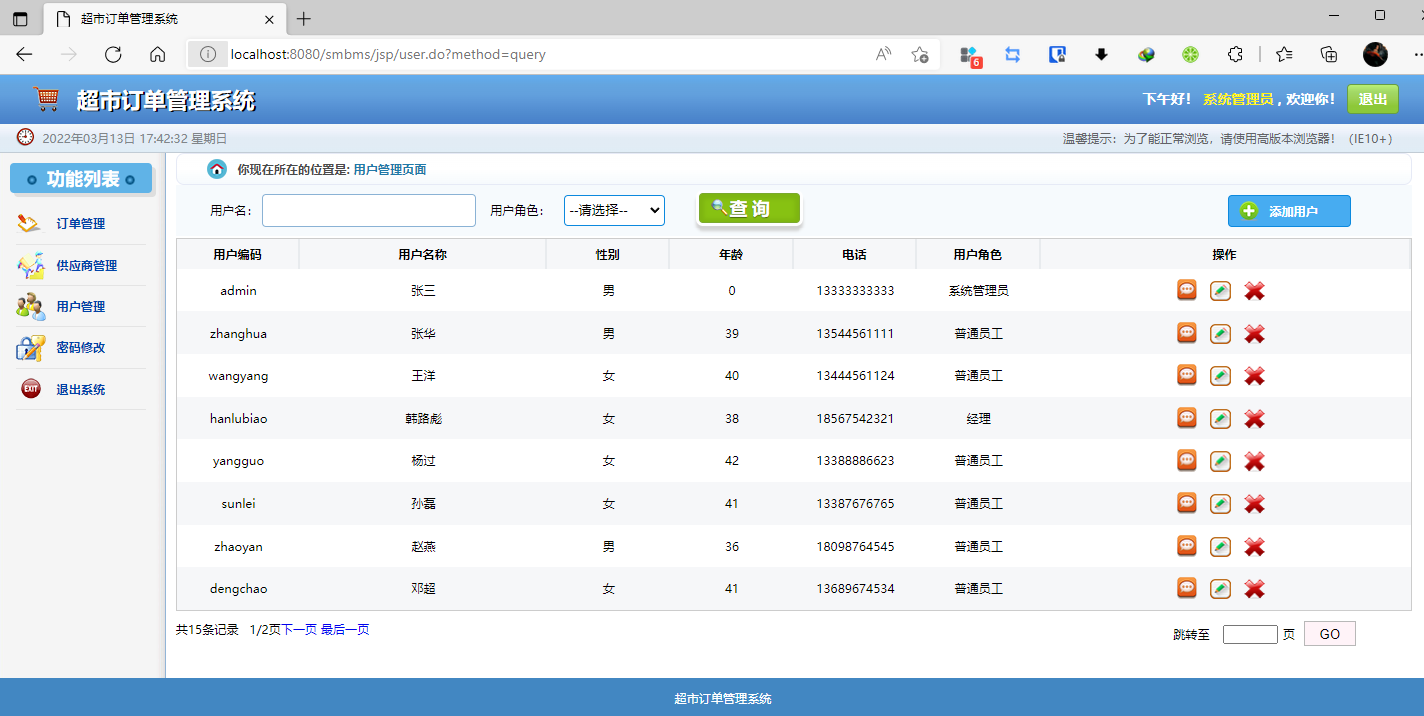 超市订单管理系统
localhost:8080/smbms/jsp/user.do?method=query
6
超市订单管理系统
下午好！ 系统管理员 , 欢迎你！ 退出
2022年03月13日 17:42:32 星期日
温馨提示：为了能正常浏览，请使用高版本浏览器！（IE10+）
功能列表
订单管理
供应商管理
用户管理
密码修改
退出系统
你现在所在的位置是: 用户管理页面
用户名： 用户角色： --请选择-- 查 询 添加用户
用户编码 用户名称 性别 年龄 电话 用户角色 操作
admin 张三 男 0 13333333333 系统管理员
zhanghua 张华 男 39 13544561111 普通员工
wangyang 王洋 女 40 13444561124 普通员工
hanlubiao 韩路彪 女 38 18567542321 经理
yangguo 杨过 女 42 13388886623 普通员工
sunlei 孙磊 女 41 13387676765 普通员工
zhaoyan 赵燕 男 36 18098764545 普通员工
dengchao 邓超 女 41 13689674534 普通员工
共15条记录 1/2页下一页 最后一页
跳转至 页 GO
EXIT
超市订单管理系统